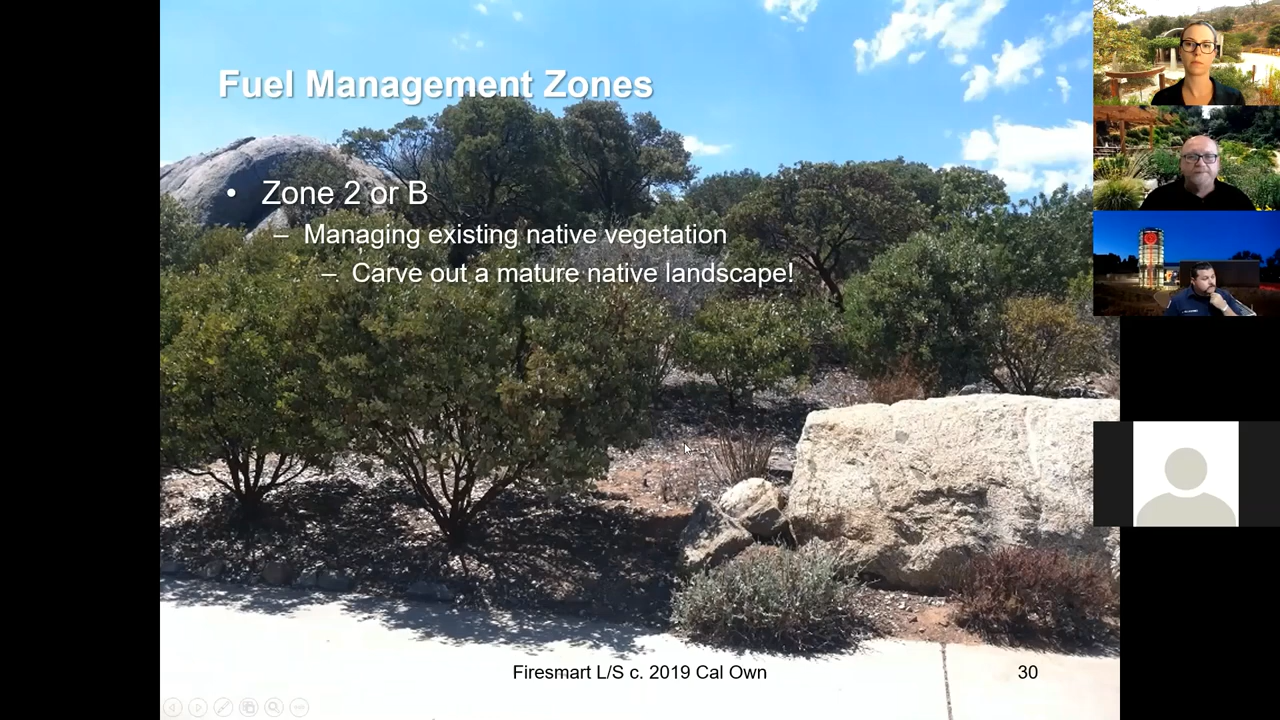 Fuel Management Zones
• Zone 2 or B
– Managing existing native vegetation
– Carve out a mature native landscape!
Firesmart L/S c. 2019 Cal Own
30